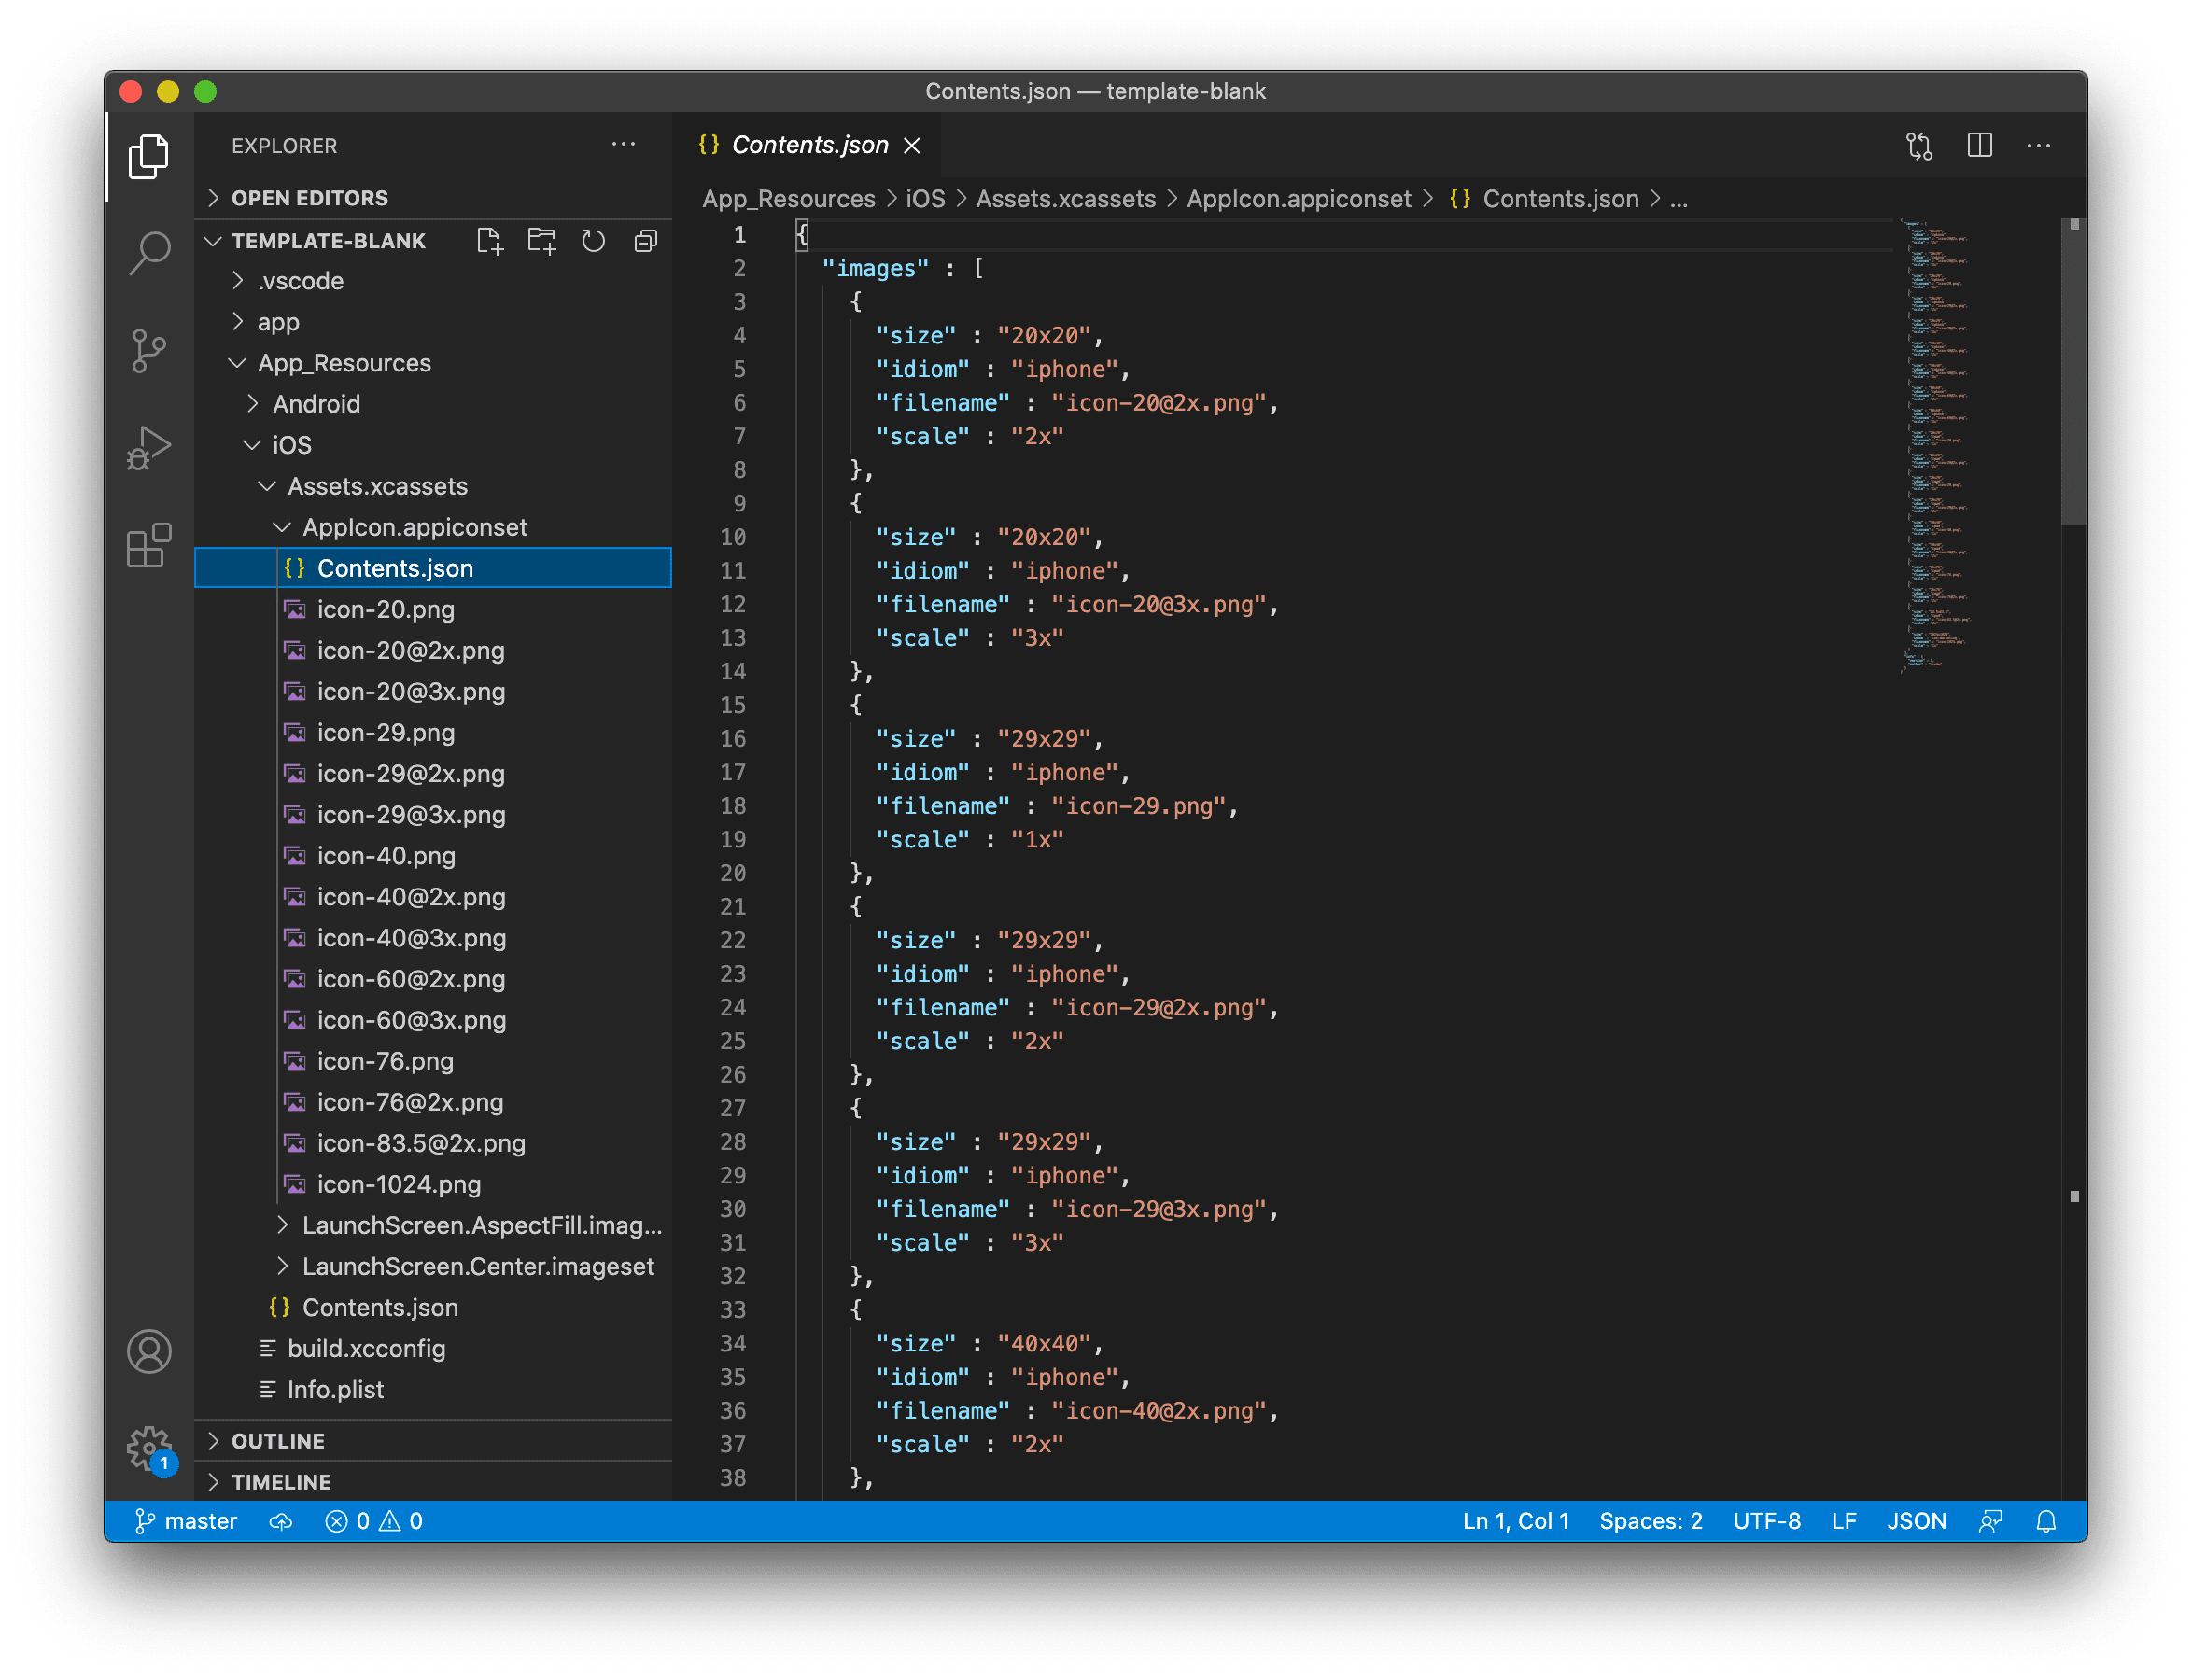 Contents.json — template-blank
EXPLORER
OPEN EDITORS
TEMPLATE-BLANK
.vscode
app
App_Resources
Android
iOS
Assets.xcassets
AppIcon.appiconset
{} Contents.json
icon-20.png
icon-20@2x.png
icon-20@3x.png
icon-29.png
icon-29@2x.png
icon-29@3x.png
icon-40.png
icon-40@2x.png
icon-40@3x.png
icon-60@2x.png
icon-60@3x.png
icon-76.png
icon-76@2x.png
icon-83.5@2x.png
icon-1024.png
LaunchScreen.AspectFill.imag...
LaunchScreen.Center.imageset
{} Contents.json
build.xcconfig
Info.plist
OUTLINE
TIMELINE
1
{} Contents.json
App_Resources > iOS > Assets.xcassets > AppIcon.appiconset > {} Contents.json > ...
1 {
2 "images" : [
3 {
4 "size" : "20x20",
5 "idiom" : "iphone",
6 "filename" : "icon-20@2x.png",
7 "scale" : "2x"
8 },
9 {
10 "size" : "20x20",
11 "idiom" : "iphone",
12 "filename" : "icon-20@3x.png",
13 "scale" : "3x"
14 },
15 {
16 "size" : "29x29",
17 "idiom" : "iphone",
18 "filename" : "icon-29.png",
19 "scale" : "1x"
20 },
21 {
22 "size" : "29x29",
23 "idiom" : "iphone",
24 "filename" : "icon-29@2x.png",
25 "scale" : "2x"
26 },
27 {
28 "size" : "29x29",
29 "idiom" : "iphone",
30 "filename" : "icon-29@3x.png",
31 "scale" : "3x"
32 },
33 {
34 "size" : "40x40",
35 "idiom" : "iphone",
36 "filename" : "icon-40@2x.png",
37 "scale" : "2x"
38 },
master 0 0 Ln 1, Col 1 Spaces: 2 UTF-8 LF JSON